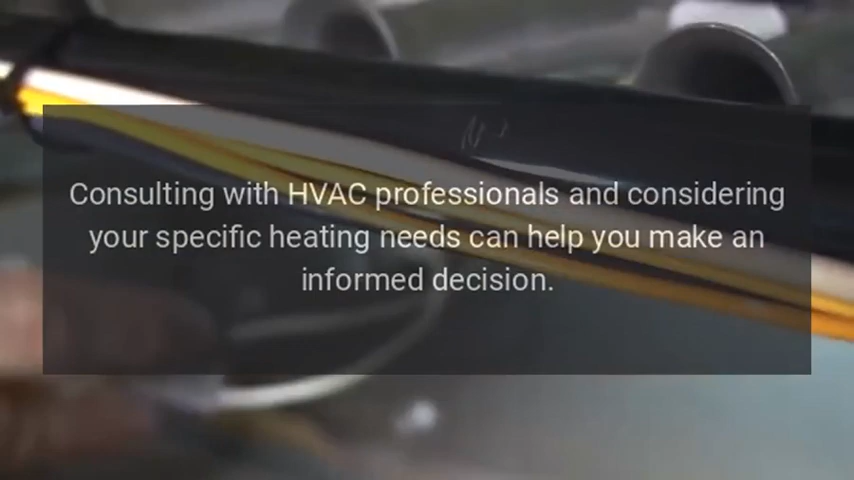 Consulting with HVAC professionals and considering
your specific heating needs can help you make an
informed decision.